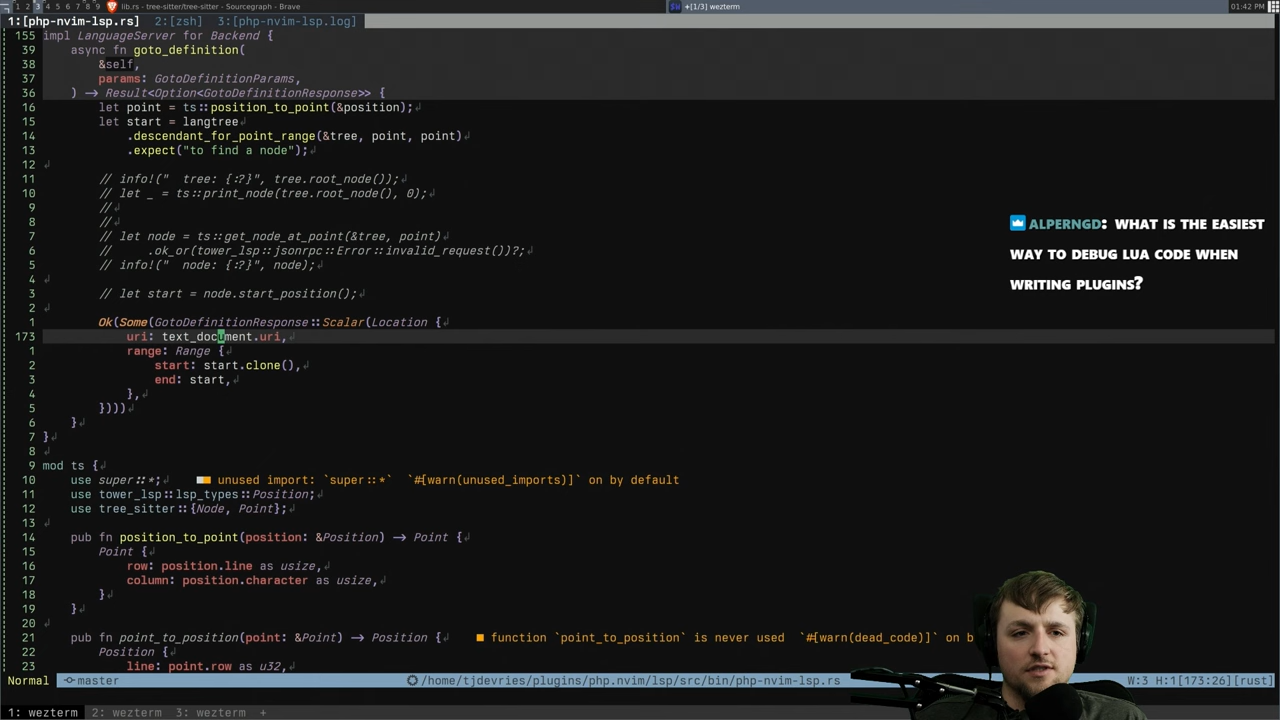 1 2 3 4 5 6 7 8 9 lib.rs - tree-sitter/tree-sitter - Sourcegraph - Brave
+[1/3] wezterm
01:42 PM
1:[php-nvim-lsp.rs] 2:[zsh] 3:[php-nvim-lsp.log]
155 impl LanguageServer for Backend {
39 async fn goto_definition(
38 &self,
37 params: GotoDefinitionParams,
36 ) -> Result<Option<GotoDefinitionResponse>> {
16 let point = ts::position_to_point(&position);
15 let start = langtree
14 .descendant_for_point_range(&tree, point, point)
13 .expect("to find a node");
12
11 // info!("  tree: {:?}", tree.root_node());
10 // let _ = ts::print_node(tree.root_node(), 0);
9 //
8 //
7 // let node = ts::get_node_at_point(&tree, point)
6 //     .ok_or(tower_lsp::jsonrpc::Error::invalid_request())?;
5 // info!("  node: {:?}", node);
4
3 // let start = node.start_position();
2
1 Ok(Some(GotoDefinitionResponse::Scalar(Location {
173 uri: text_document.uri,
1 range: Range {
2 start: start.clone(),
3 end: start,
4 },
5 })))
6 }
7 }
8
9 mod ts {
10 use super::*; unused import: `super::*`  `#[warn(unused_imports)]` on by default
11 use tower_lsp::lsp_types::Position;
12 use tree_sitter::{Node, Point};
13
14 pub fn position_to_point(position: &Position) -> Point {
15 Point {
16 row: position.line as usize,
17 column: position.character as usize,
18 }
19 }
20
21 pub fn point_to_position(point: &Point) -> Position { function `point_to_position` is never used  `#[warn(dead_code)]` on b
22 Position {
23 line: point.row as u32,
Normal master /home/tjdevries/plugins/php.nvim/lsp/src/bin/php-nvim-lsp.rs W:3 H:1[173:26][rust]
1: wezterm 2: wezterm 3: wezterm +
ALPERNGD: WHAT IS THE EASIEST
WAY TO DEBUG LUA CODE WHEN
WRITING PLUGINS?